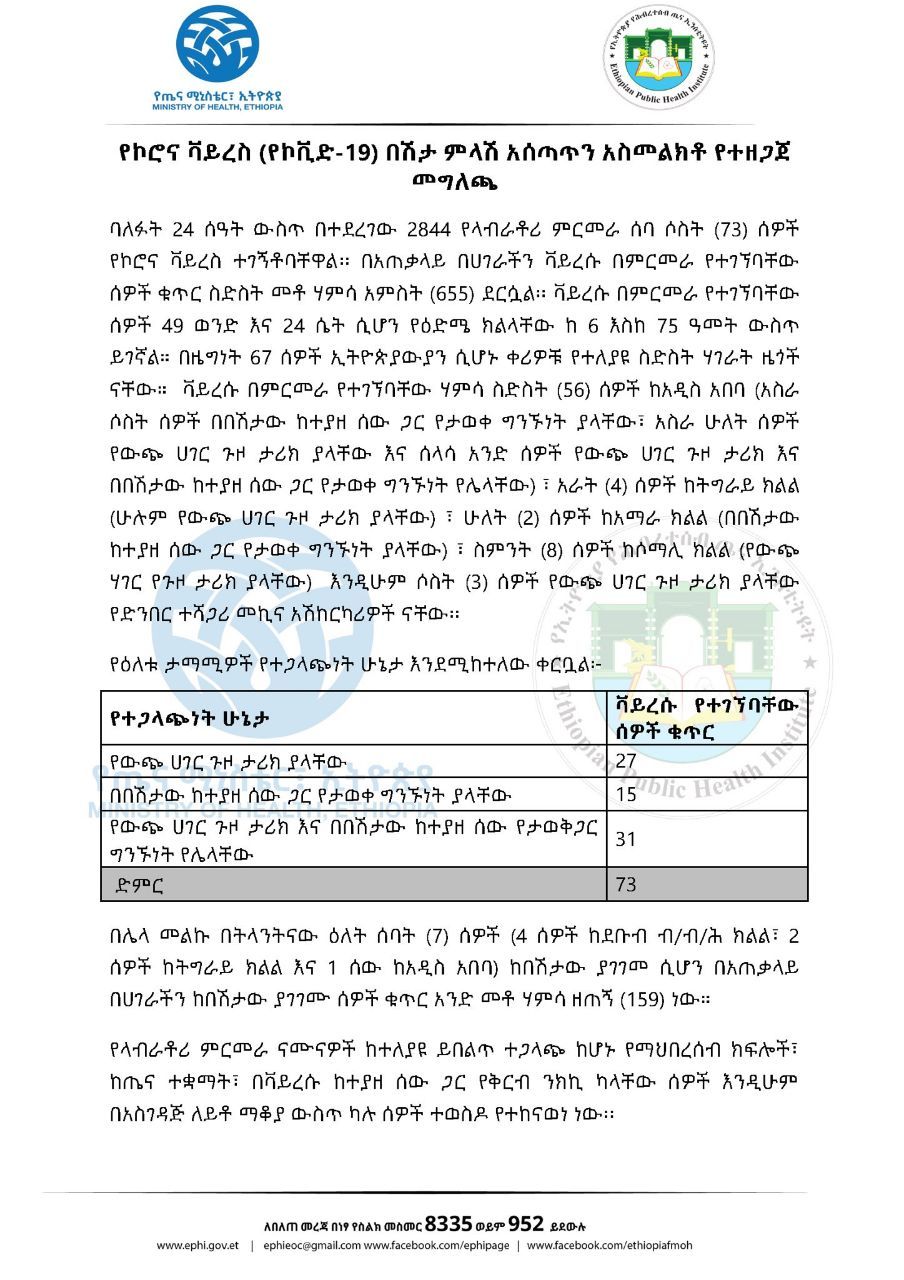 የጤና ሚኒስቴር፣ ኢትዮጵያ
MINISTRY OF HEALTH, ETHIOPIA
የኢትዮጵያ የሕብረተሰብ ጤና ኢንስቲትዩት
Ethiopian Public Health Institute
የኮሮና ቫይረስ (የኮቪድ-19) በሽታ ምላሽ አሰጣጥን አስመልክቶ የተዘጋጀ
መግለጫ
ባለፉት 24 ሰዓት ውስጥ በተደረገው 2844 የላብራቶሪ ምርመራ ሰባ ሶስት (73) ሰዎች
የኮሮና ቫይረስ ተገኝቶባቸዋል። በአጠቃላይ በሀገራችን ቫይረሱ በምርመራ የተገኘባቸው
ሰዎች ቁጥር ስድስት መቶ ሃምሳ አምስት (655) ደርሷል። ቫይረሱ በምርመራ የተገኘባቸው
ሰዎች 49 ወንድ እና 24 ሴት ሲሆን የዕድሜ ክልላቸው ከ 6 እስከ 75 ዓመት ውስጥ
ይገኛል። በዜግነት 67 ሰዎች ኢትዮጵያውያን ሲሆኑ ቀሪዎቹ የተለያዩ ስድስት ሃገራት ዜጎች
ናቸው። ቫይረሱ በምርመራ የተገኘባቸው ሃምሳ ስድስት (56) ሰዎች ከአዲስ አበባ (አስራ
ሶስት ሰዎች በበሽታው ከተያዘ ሰው ጋር የታወቀ ግንኙነት ያላቸው፣ አስራ ሁለት ሰዎች
የውጭ ሀገር ጉዞ ታሪክ ያላቸው እና ሰላሳ አንድ ሰዎች የውጭ ሀገር ጉዞ ታሪክ እና
በበሽታው ከተያዘ ሰው ጋር የታወቀ ግንኙነት የሌላቸው) ፣ አራት (4) ሰዎች ከትግራይ ክልል
(ሁሉም የውጭ ሀገር ጉዞ ታሪክ ያላቸው) ፣ ሁለት (2) ሰዎች ከአማራ ክልል (በበሽታው
ከተያዘ ሰው ጋር የታወቀ ግንኙነት ያላቸው) ፣ ስምንት (8) ሰዎች ከሶማሊ ክልል (የውጭ
ሃገር የጉዞ ታሪክ ያላቸው) እንዲሁም ሶስት (3) ሰዎች የውጭ ሀገር ጉዞ ታሪክ ያላቸው
የድንበር ተሻጋሪ መኪና አሽከርካሪዎች ናቸው።
የዕለቱ ታማሚዎች የተጋላጭነት ሁኔታ እንደሚከተለው ቀርቧል፡-
የተጋላጭነት ሁኔታ
ቫይረሱ የተገኘባቸው
ሰዎች ቁጥር
የውጭ ሀገር ጉዞ ታሪክ ያላቸው
27
በበሽታው ከተያዘ ሰው ጋር የታወቀ ግንኙነት ያላቸው
15
የውጭ ሀገር ጉዞ ታሪክ እና በበሽታው ከተያዘ ሰው የታወቅጋር
ግንኙነት የሌላቸው
31
ድምር
73
በሌላ መልኩ በትላንትናው ዕለት ሰባት (7) ሰዎች (4 ሰዎች ከደቡብ ብ/ብ/ሕ ክልል፣ 2
ሰዎች ከትግራይ ክልል እና 1 ሰው ከአዲስ አበባ) ከበሽታው ያገገመ ሲሆን በአጠቃላይ
በሀገራችን ከበሽታው ያገገሙ ሰዎች ቁጥር አንድ መቶ ሃምሳ ዘጠኝ (159) ነው።
የላብራቶሪ ምርመራ ናሙናዎች ከተለያዩ ይበልጥ ተጋላጭ ከሆኑ የማህበረሰብ ክፍሎች፣
ከጤና ተቋማት፣ በቫይረሱ ከተያዘ ሰው ጋር የቅርብ ንክኪ ካላቸው ሰዎች እንዲሁም
በአስገዳጅ ለይቶ ማቆያ ውስጥ ካሉ ሰዎች ተወስዶ የተከናወነ ነው።
የጤና ሚኒስቴር፣ ኢትዮጵያ
MINISTRY OF HEALTH, ETHIOPIA
የኢትዮጵያ የሕብረተሰብ ጤና ኢንስቲትዩት
Ethiopian Public Health Institute
ለበለጠ መረጃ በነፃ የስልክ መስመር 8335 ወይም 952 ይደውሉ
www.ephi.gov.et | ephieoc@gmail.com www.facebook.com/ephipage | www.facebook.com/ethiopiafmoh